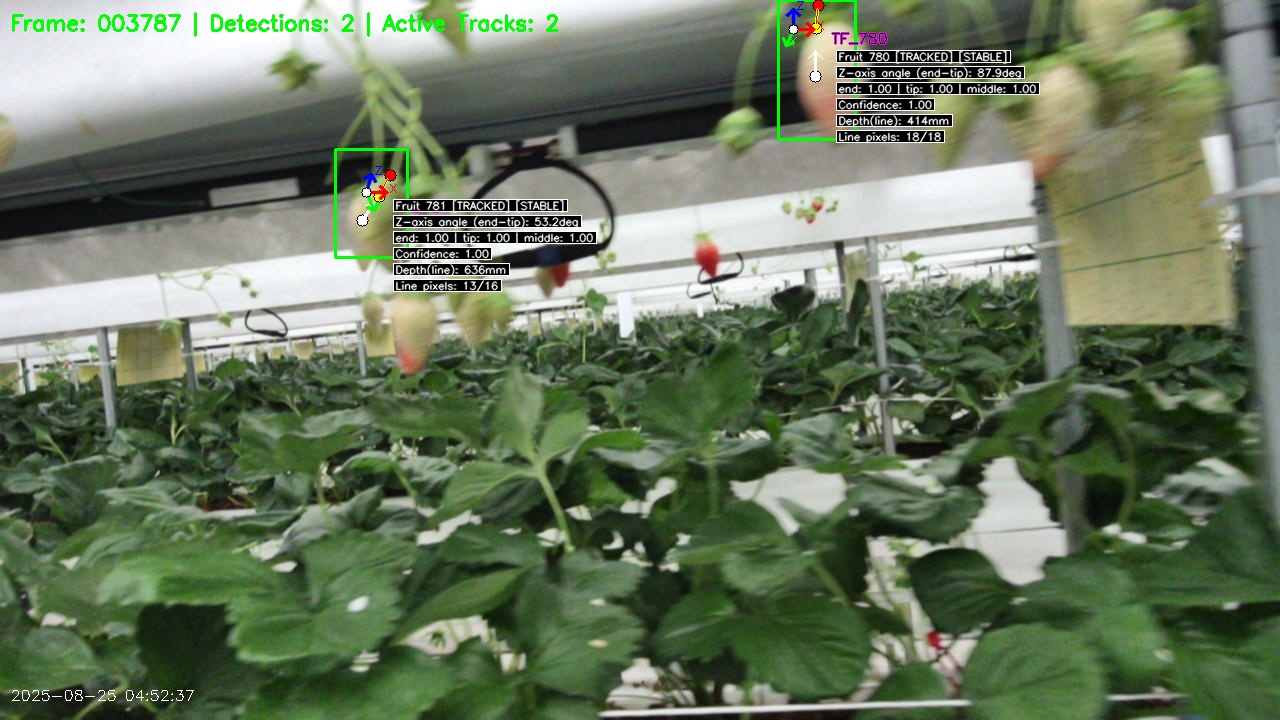 Frame: 003787 | Detections: 2 | Active Tracks: 2
Z
TF_780
Fruit 780 [TRACKED] [STABLE]
Z-axis angle (end-tip): 87.9deg
end: 1.00 | tip: 1.00 | middle: 1.00
Confidence: 1.00
Depth(line): 414mm
Line pixels: 18/18
Z
X
Fruit 781 [TRACKED] [STABLE]
Z-axis angle (end-tip): 53.2deg
end: 1.00 | tip: 1.00 | middle: 1.00
Confidence: 1.00
Depth(line): 636mm
Line pixels: 13/16
2025-08-25 04:52:37